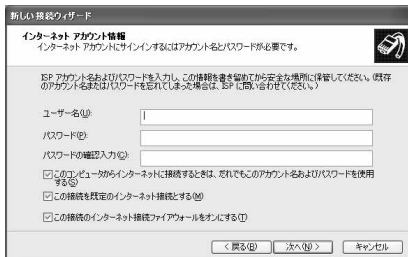 新しい接続ウィザード
インターネット アカウント情報
インターネット アカウントにサインインするにはアカウント名とパスワードが必要です。
ISP アカウント名およびパスワードを入力し、この情報を書き留めてから安全な場所に保管してください。(既存
のアカウント名またはパスワードを忘れてしまった場合は、ISP に問い合わせてください。)
ユーザー名(U):
パスワード(P):
パスワードの確認入力(C):
このコンピュータからインターネットに接続するときは、だれでもこのアカウント名およびパスワードを使用
する(S)
この接続を既定のインターネット接続とする(M)
この接続のインターネット接続ファイアウォールをオンにする(T)
< 戻る(B)
次へ(N) >
キャンセル